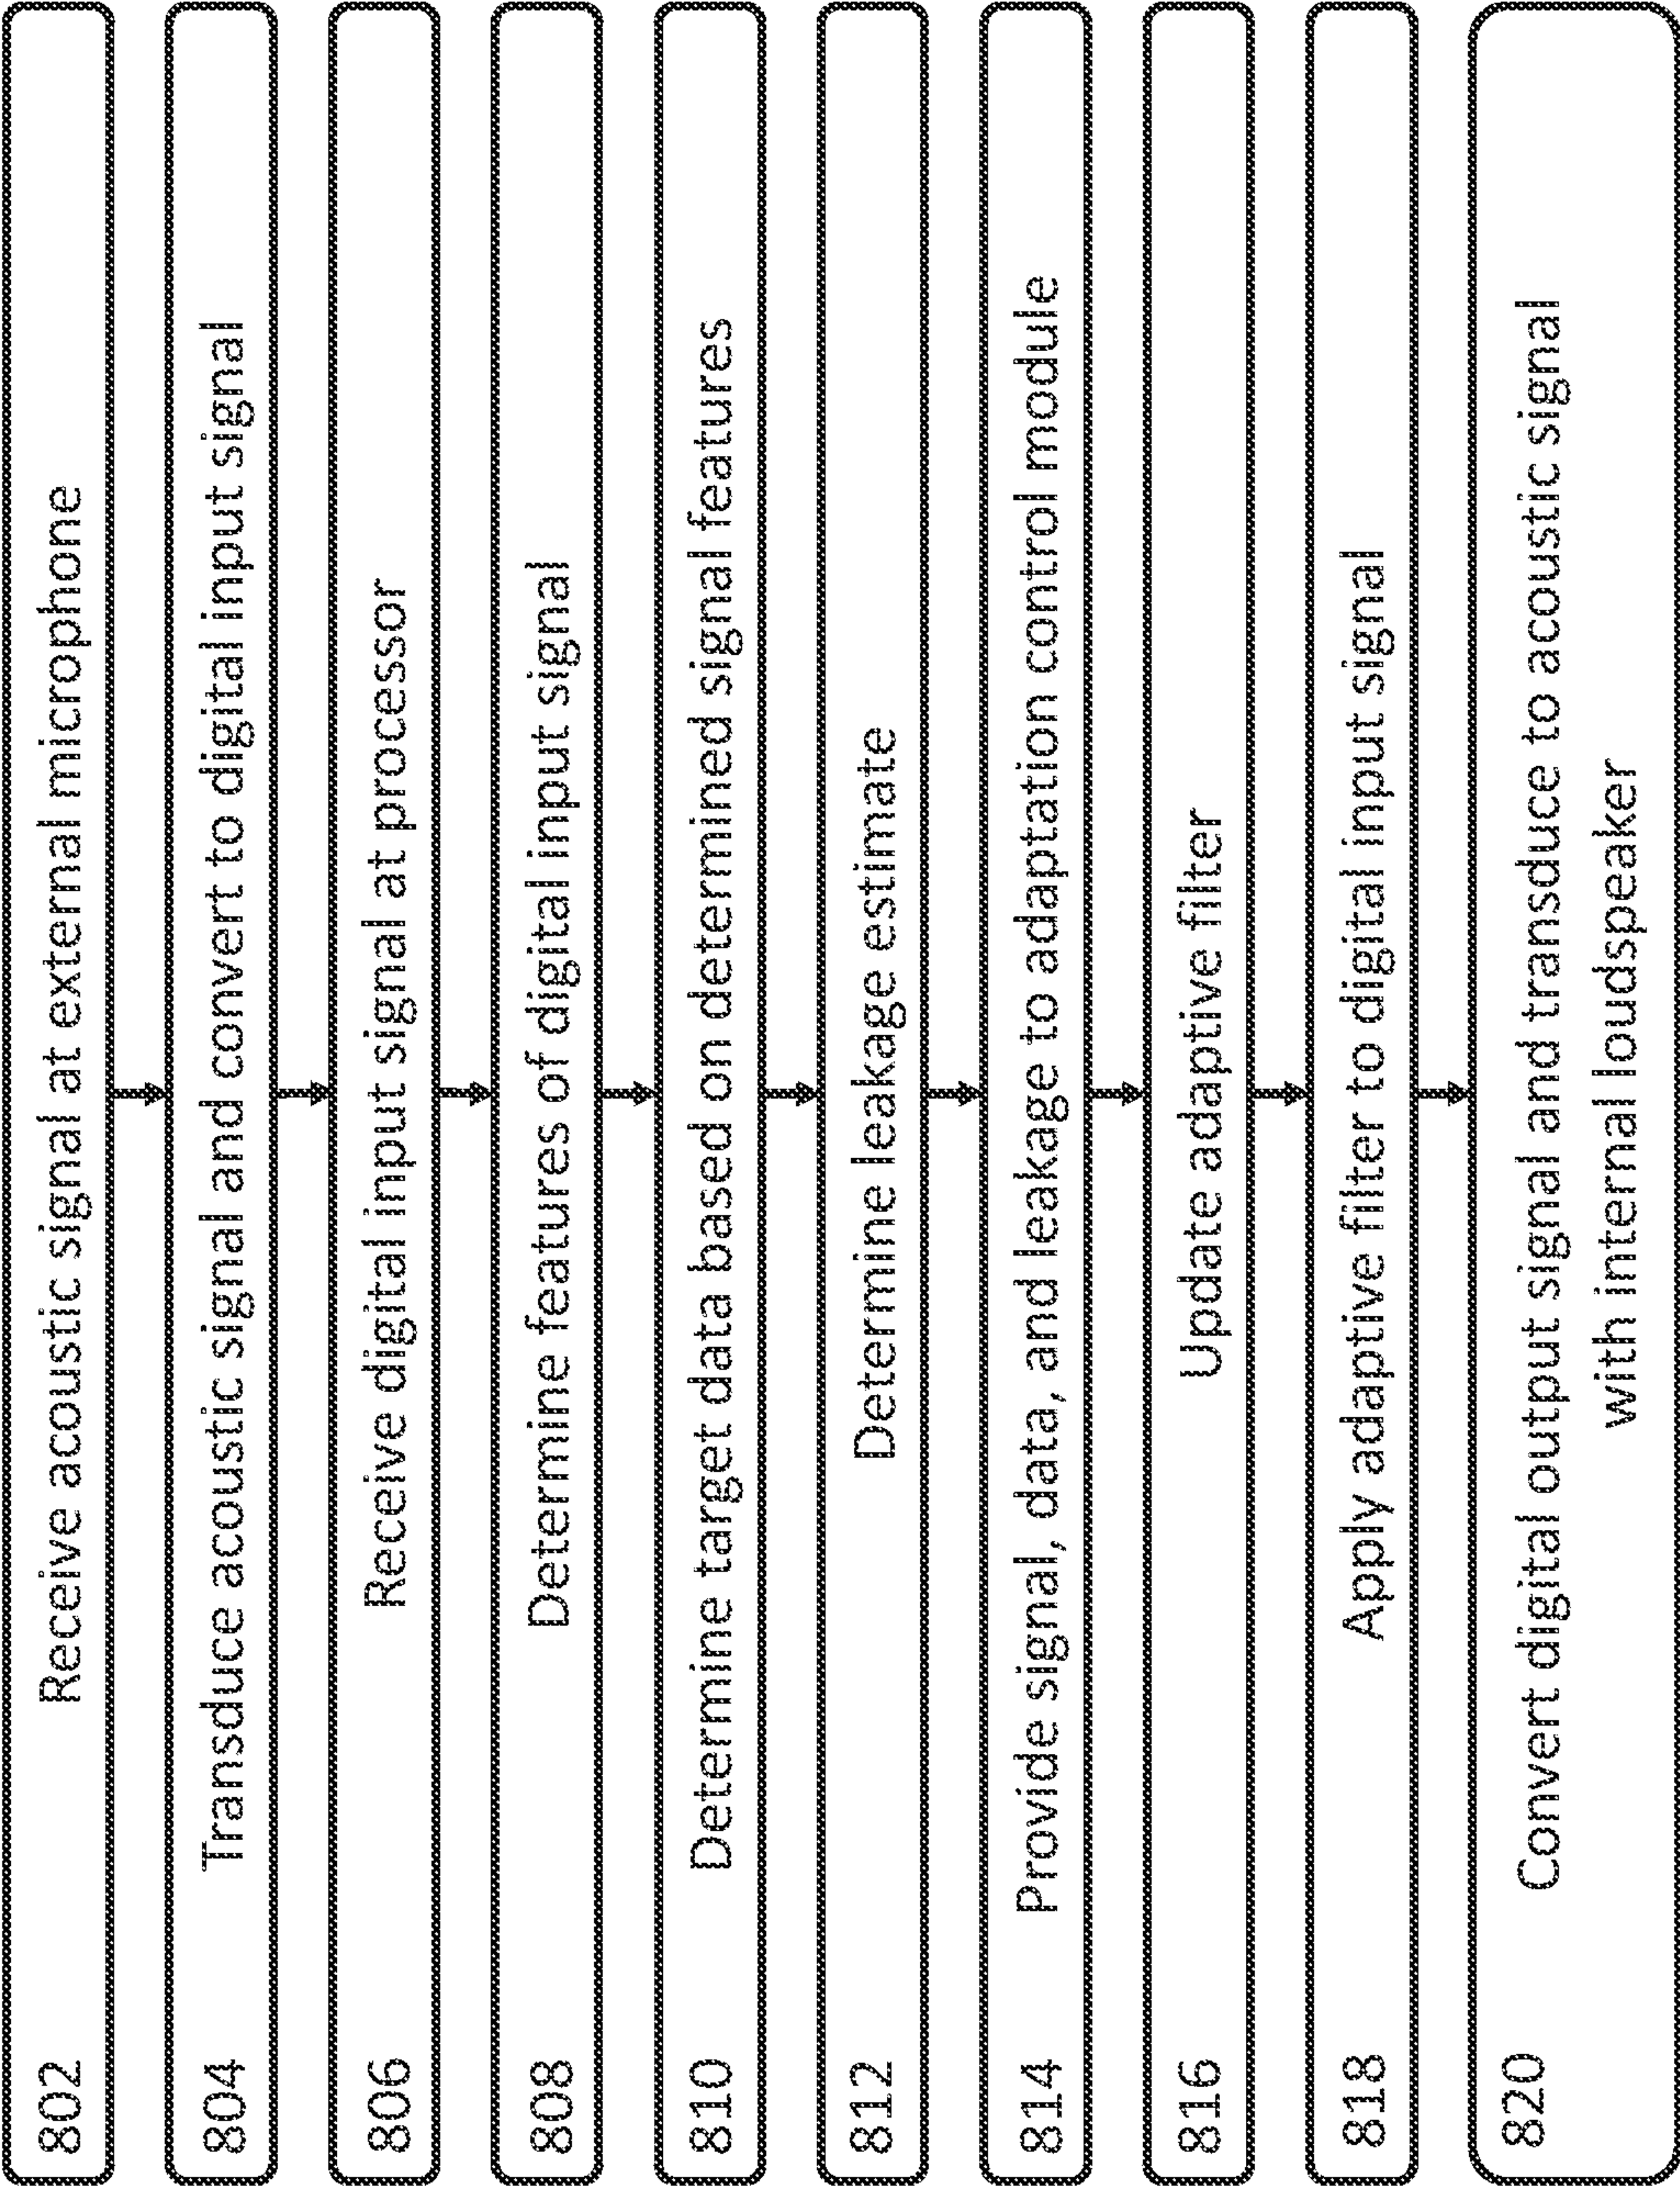 802 Receive acoustic signal at external microphone
804 Transduce acoustic signal and convert to digital input signal
806 Receive digital input signal at processor
808 Determine features of digital input signal
810 Determine target data based on determined signal features
812 Determine leakage estimate
814 Provide signal, data, and leakage to adaptation control module
816 Update adaptive filter
818 Apply adaptive filter to digital input signal
820 Convert digital output signal and transduce to acoustic signal
with internal loudspeaker